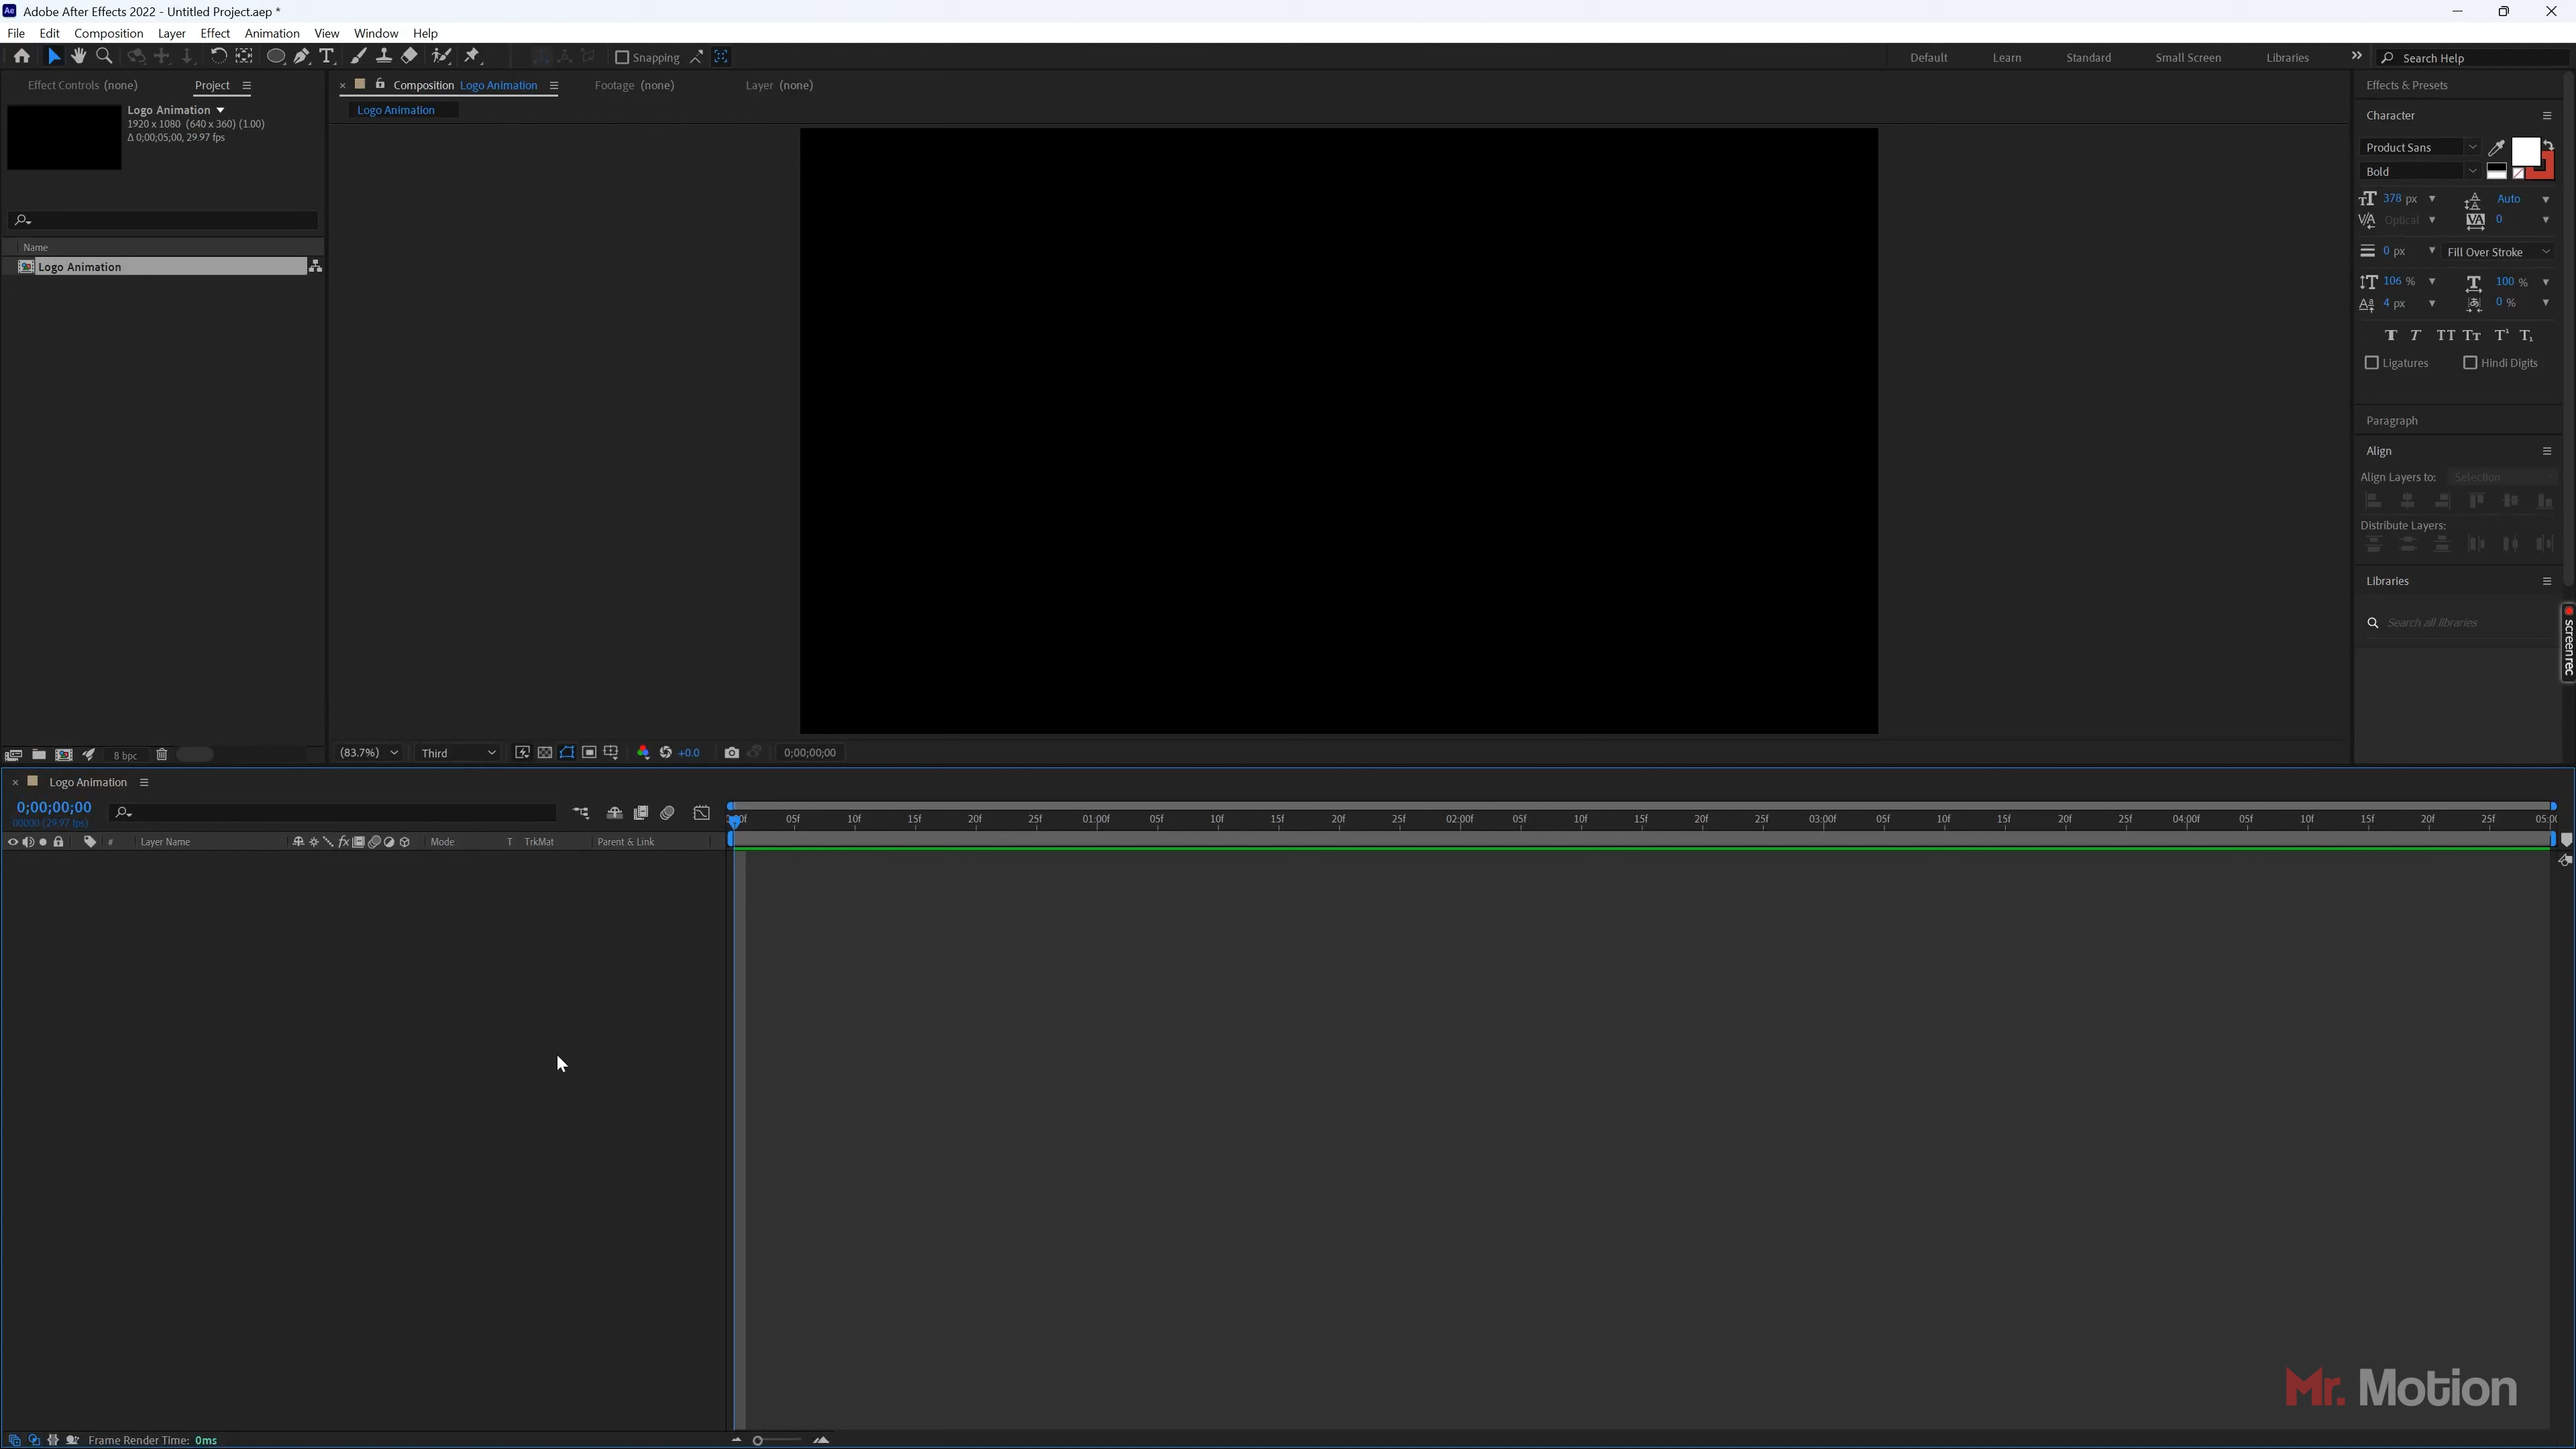 Ae Adobe After Effects 2022 - Untitled Project.aep *
File Edit Composition Layer Effect Animation View Window Help
Snapping Default Learn Standard Small Screen Libraries Search Help
Effect Controls (none) Project Composition Logo Animation Footage (none) Layer (none) Effects & Presets
Logo Animation
1920 x 1080 (640 x 360) (1.00)
Δ 0;00;05;00, 29.97 fps
Logo Animation
Character
Product Sans
Bold
378 px Auto
Optical 0
0 px Fill Over Stroke
106 % 100 %
4 px 0 %
T T TT Tt T¹ T₁
Ligatures Hindi Digits
Name
Logo Animation
Paragraph
Align
Align Layers to: Selection
Distribute Layers:
Libraries
Search all libraries
screenrec
8 bpc (83.7%) Third +0.0 0;00;00;00
Logo Animation
0;00;00;00
00000 (29.97 fps)
05f 10f 15f 20f 25f 01:00f 05f 10f 15f 20f 25f 02:00f 05f 10f 15f 20f 25f 03:00f 05f 10f 15f 20f 25f 04:00f 05f 10f 15f 20f 25f
# Layer Name fx Mode T TrkMat Parent & Link
Mr. Motion
Frame Render Time: 0ms